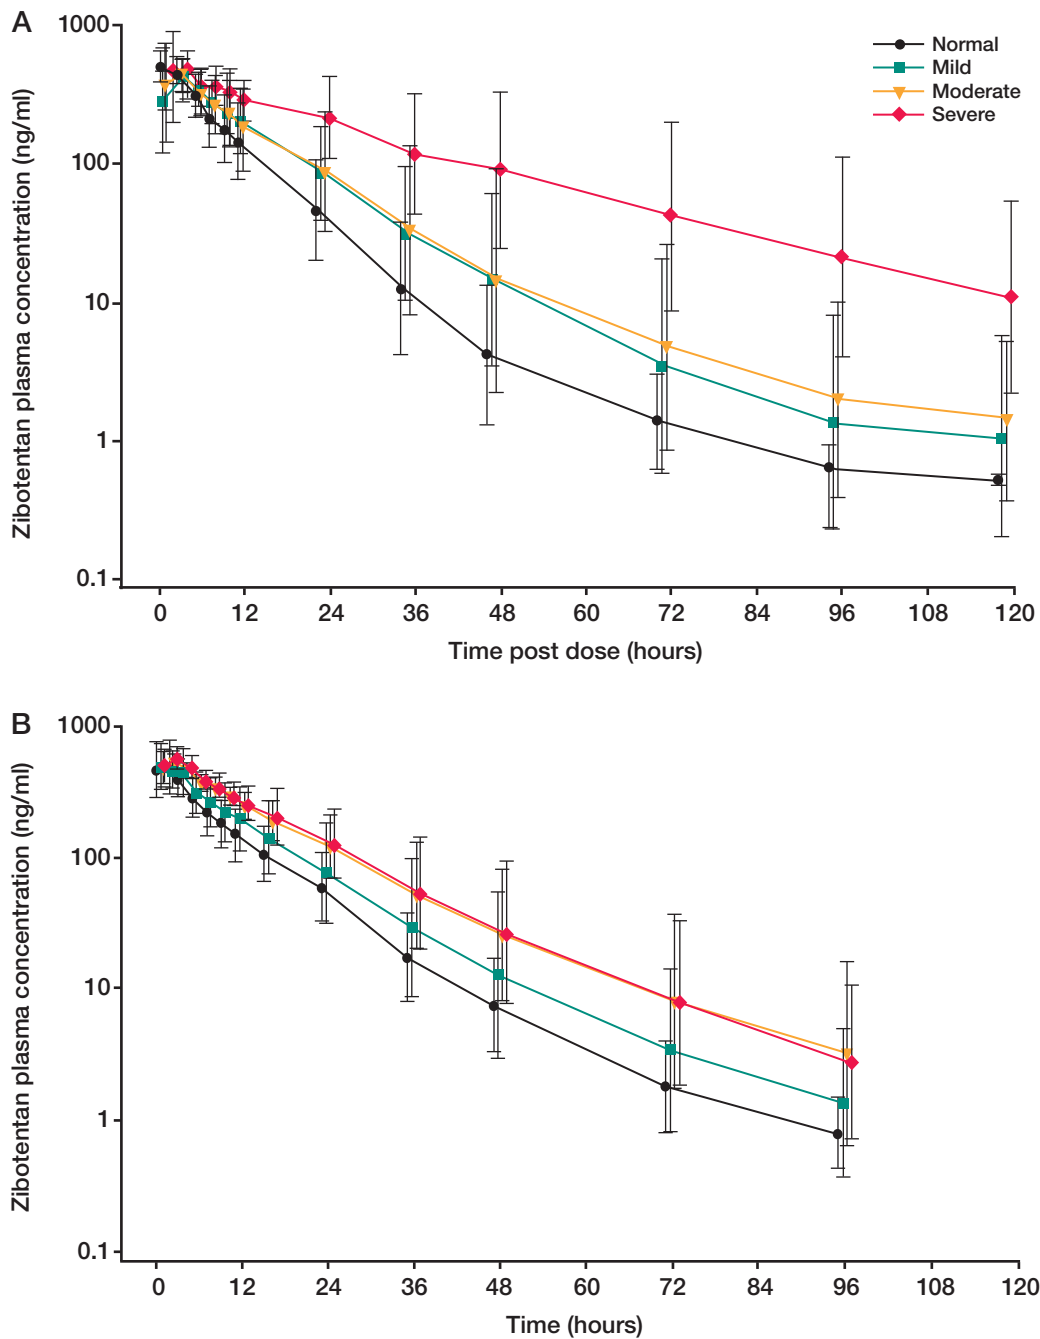 A
1000
100
10
1
0.1
Zibotentan plasma concentration (ng/ml)
Normal
Mild
Moderate
Severe
0 12 24 36 48 60 72 84 96 108 120
Time post dose (hours)
B
1000
100
10
1
0.1
Zibotentan plasma concentration (ng/ml)
0 12 24 36 48 60 72 84 96 108 120
Time (hours)